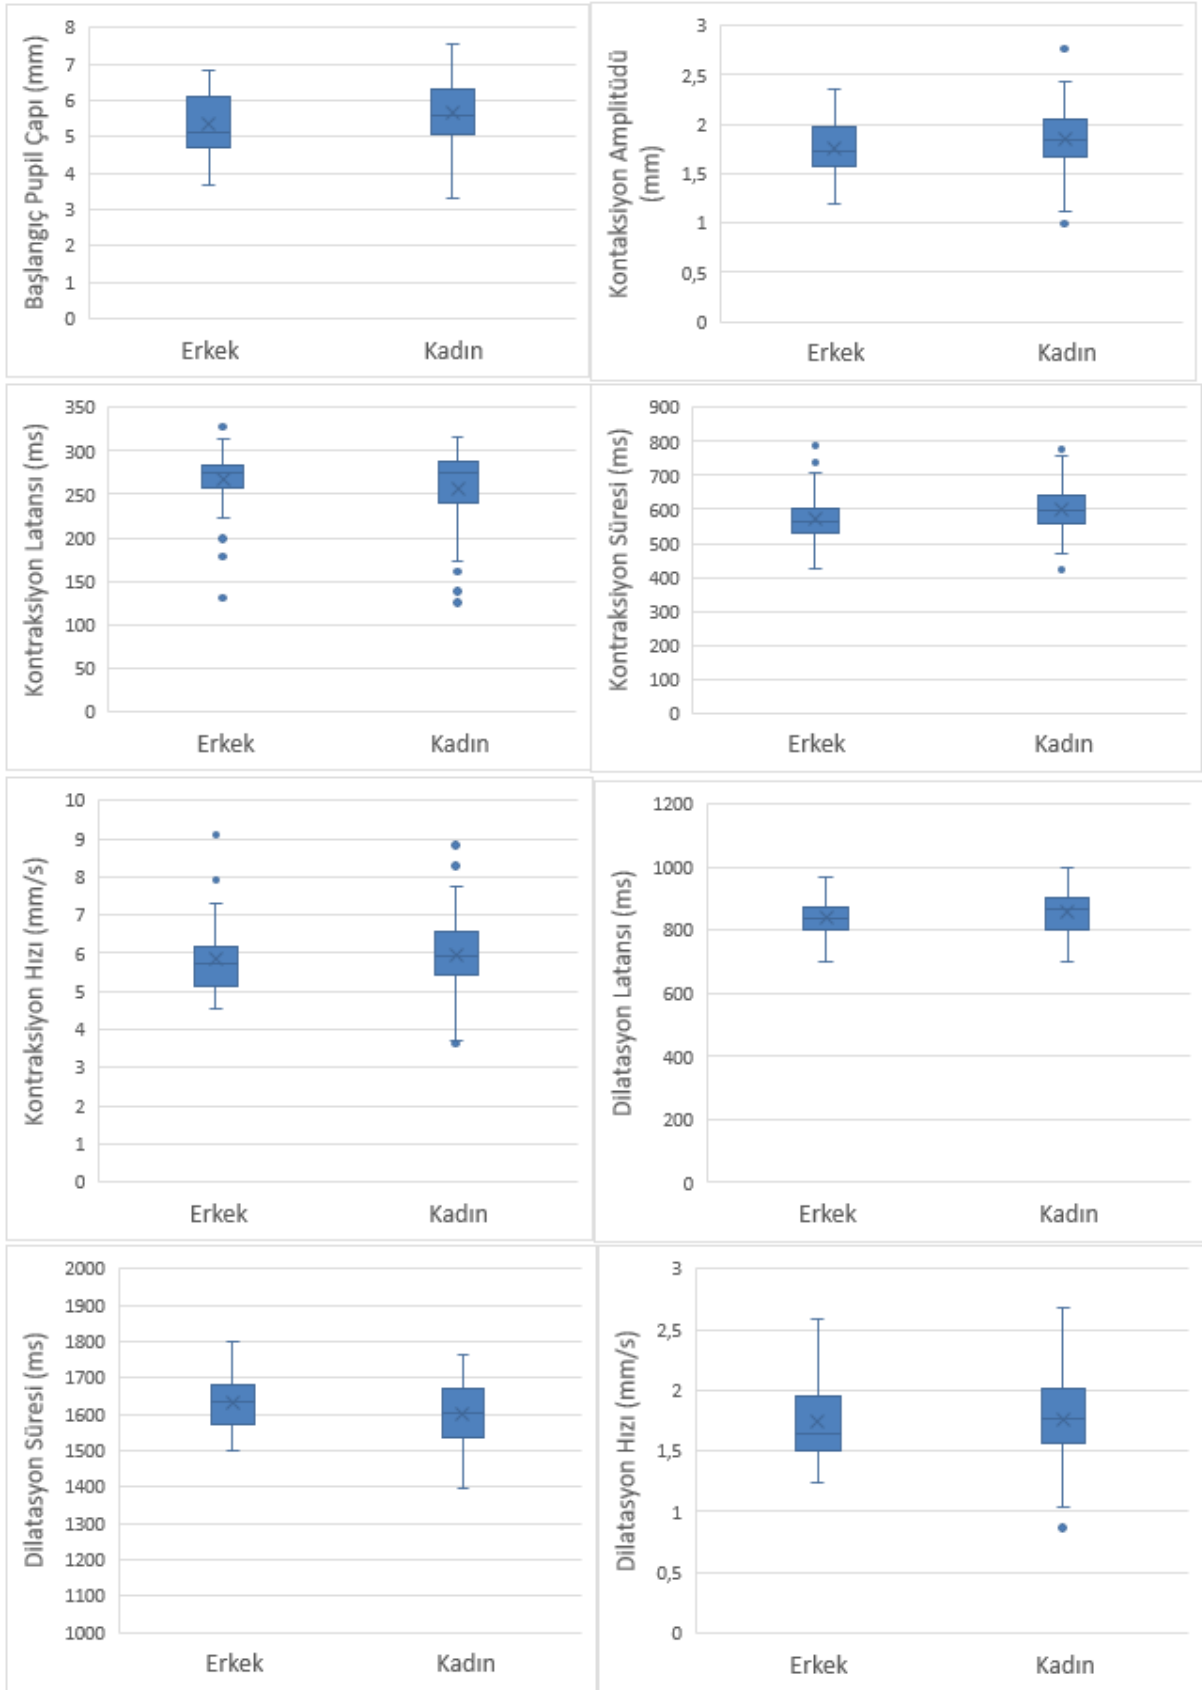 Başlangıç Pupil Çapı (mm)
8
7
6
5
4
3
2
1
0
Erkek
Kadın
Kontaksiyon Amplitüdü
(mm)
3
2,5
2
1,5
1
0,5
0
Erkek
Kadın
Kontraksiyon Latansı (ms)
350
300
250
200
150
100
50
0
Erkek
Kadın
Kontraksiyon Süresi (ms)
900
800
700
600
500
400
300
200
100
0
Erkek
Kadın
Kontraksiyon Hızı (mm/s)
10
9
8
7
6
5
4
3
2
1
0
Erkek
Kadın
Dilatasyon Latansı (ms)
1200
1000
800
600
400
200
0
Erkek
Kadın
Dilatasyon Süresi (ms)
2000
1900
1800
1700
1600
1500
1400
1300
1200
1100
1000
Erkek
Kadın
Dilatasyon Hızı (mm/s)
3
2,5
2
1,5
1
0,5
0
Erkek
Kadın